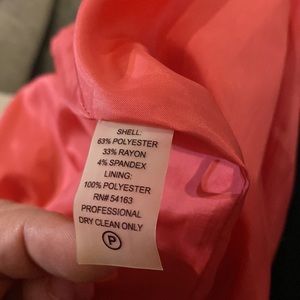 SHELL:
63% POLYESTER
33% RAYON
4% SPANDEX
LINING:
100% POLYESTER
RN# 54163
PROFESSIONAL
DRY CLEAN ONLY
P